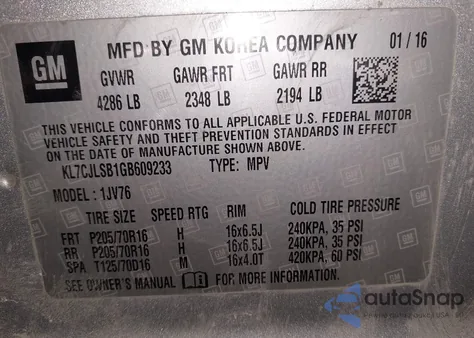 GM
MFD BY GM KOREA COMPANY 01/16
GVWR GAWR FRT GAWR RR
4286 LB 2348 LB 2194 LB
THIS VEHICLE CONFORMS TO ALL APPLICABLE U.S. FEDERAL MOTOR
VEHICLE SAFETY AND THEFT PREVENTION STANDARDS IN EFFECT
ON THE DATE OF MANUFACTURE SHOWN ABOVE.
KL7CJLSB1GB609233 TYPE: MPV
MODEL: 1JV76
TIRE SIZE SPEED RTG RIM COLD TIRE PRESSURE
FRT P205/70R16 H 16x6.5J 240KPA, 35 PSI
RR P205/70R16 H 16x6.5J 240KPA, 35 PSI
SPA T125/70D16 M 16x4.0T 420KPA, 60 PSI
SEE OWNER'S MANUAL FOR MORE INFORMATION.
autoSnap